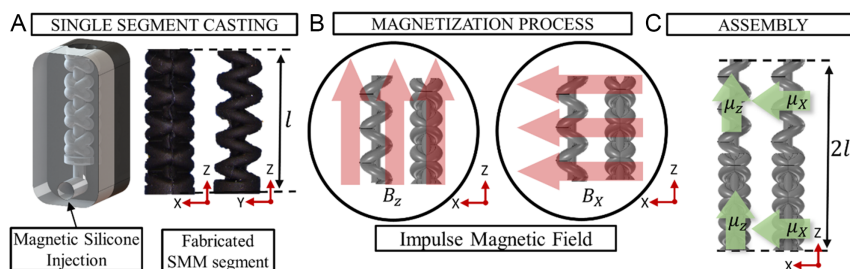 A
SINGLE SEGMENT CASTING
l
Z
X
Z
Y
Magnetic Silicone
Injection
Fabricated
SMM segment
B
MAGNETIZATION PROCESS
B_z
Z
X
B_X
Z
X
Impulse Magnetic Field
C
ASSEMBLY
μ_z
μ_X
2l
μ_z
μ_X
Z
X